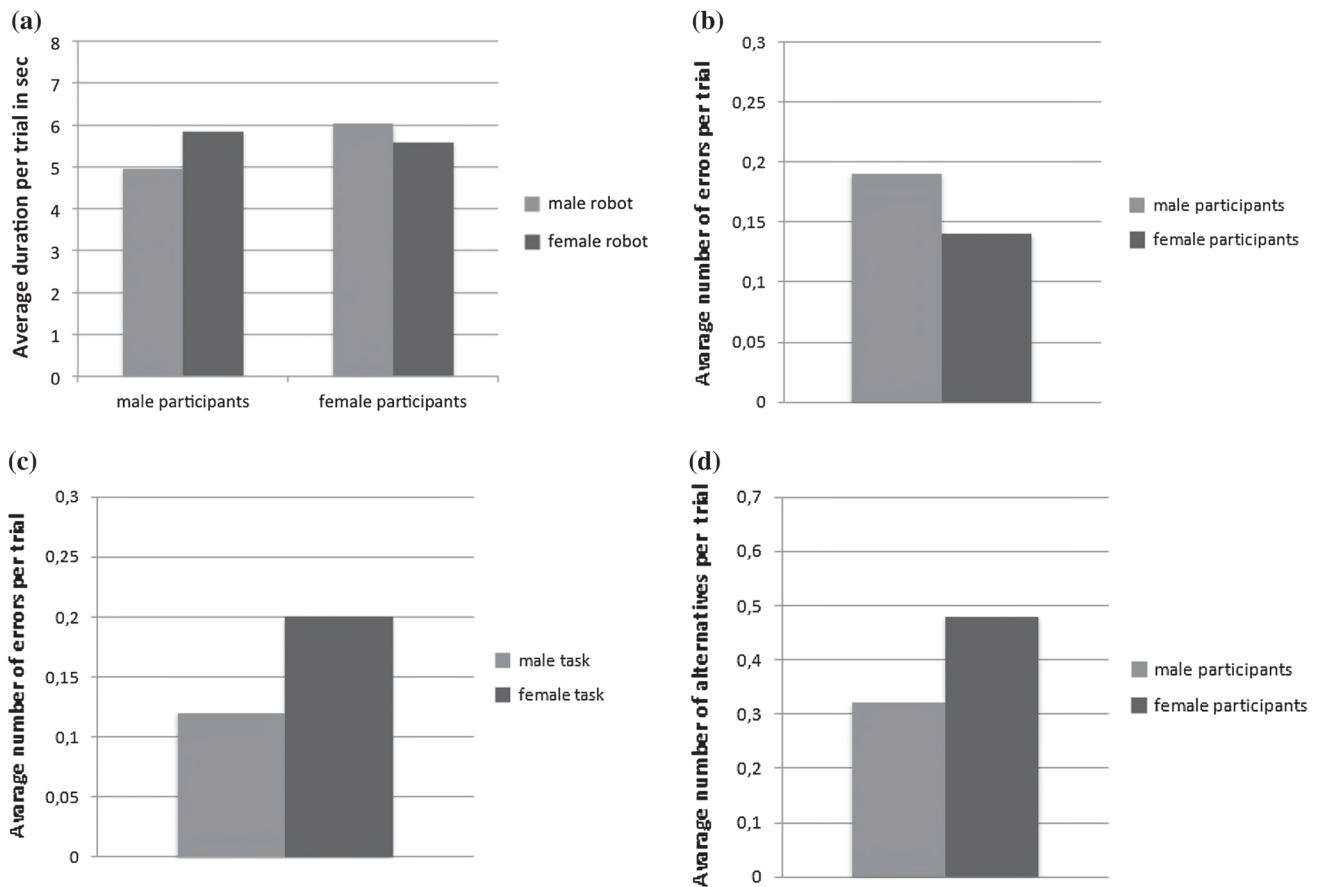 (a)
Average duration per trial in sec
8
7
6
5
4
3
2
1
0
male participants
female participants
male robot
female robot
(b)
Avarage number of errors per trial
0,3
0,25
0,2
0,15
0,1
0,05
0
male participants
female participants
(c)
Avarage number of errors per trial
0,3
0,25
0,2
0,15
0,1
0,05
0
male task
female task
(d)
Avarage number of alternatives per trial
0,7
0,6
0,5
0,4
0,3
0,2
0,1
0
male participants
female participants